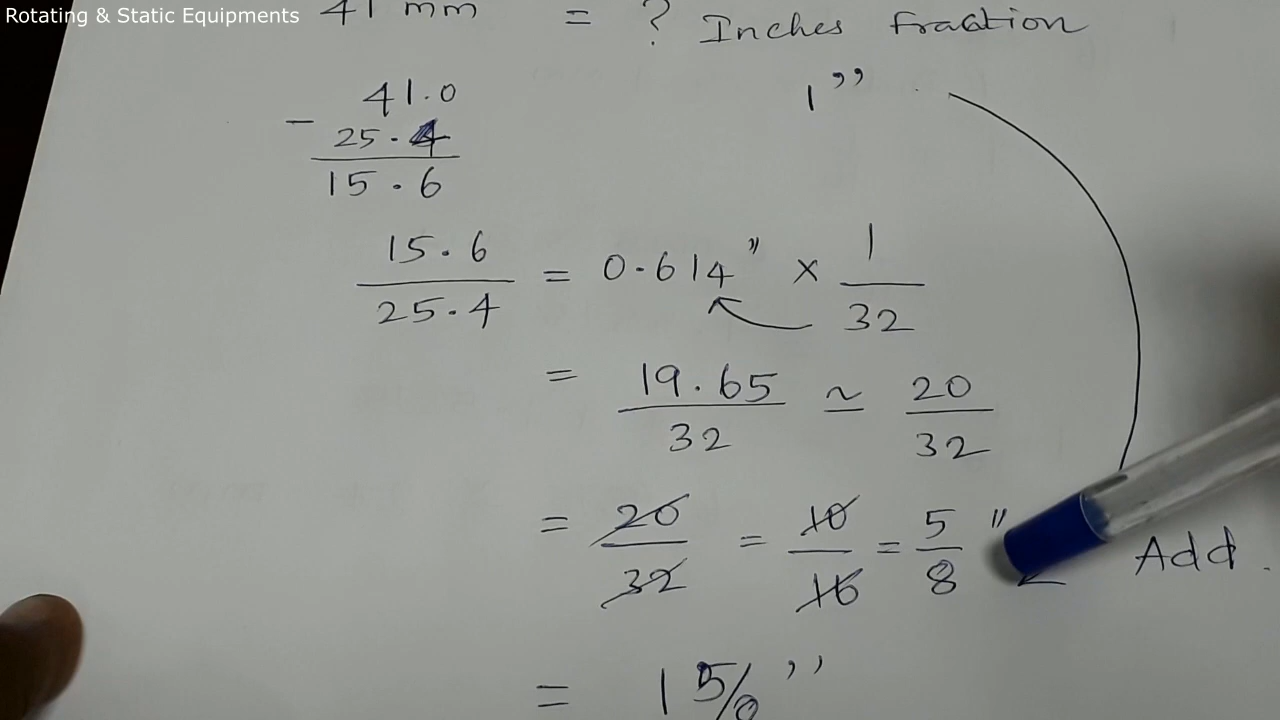 Rotating & Static Equipments
41 mm = ? Inches fraction
41.0 1"
- 25.4
15.6
15.6 / 25.4 = 0.614" × 1 / 32
= 19.65 / 32 ≃ 20 / 32
= 20 / 32 = 10 / 16 = 5 / 8 " Add.
= 1 5/8"